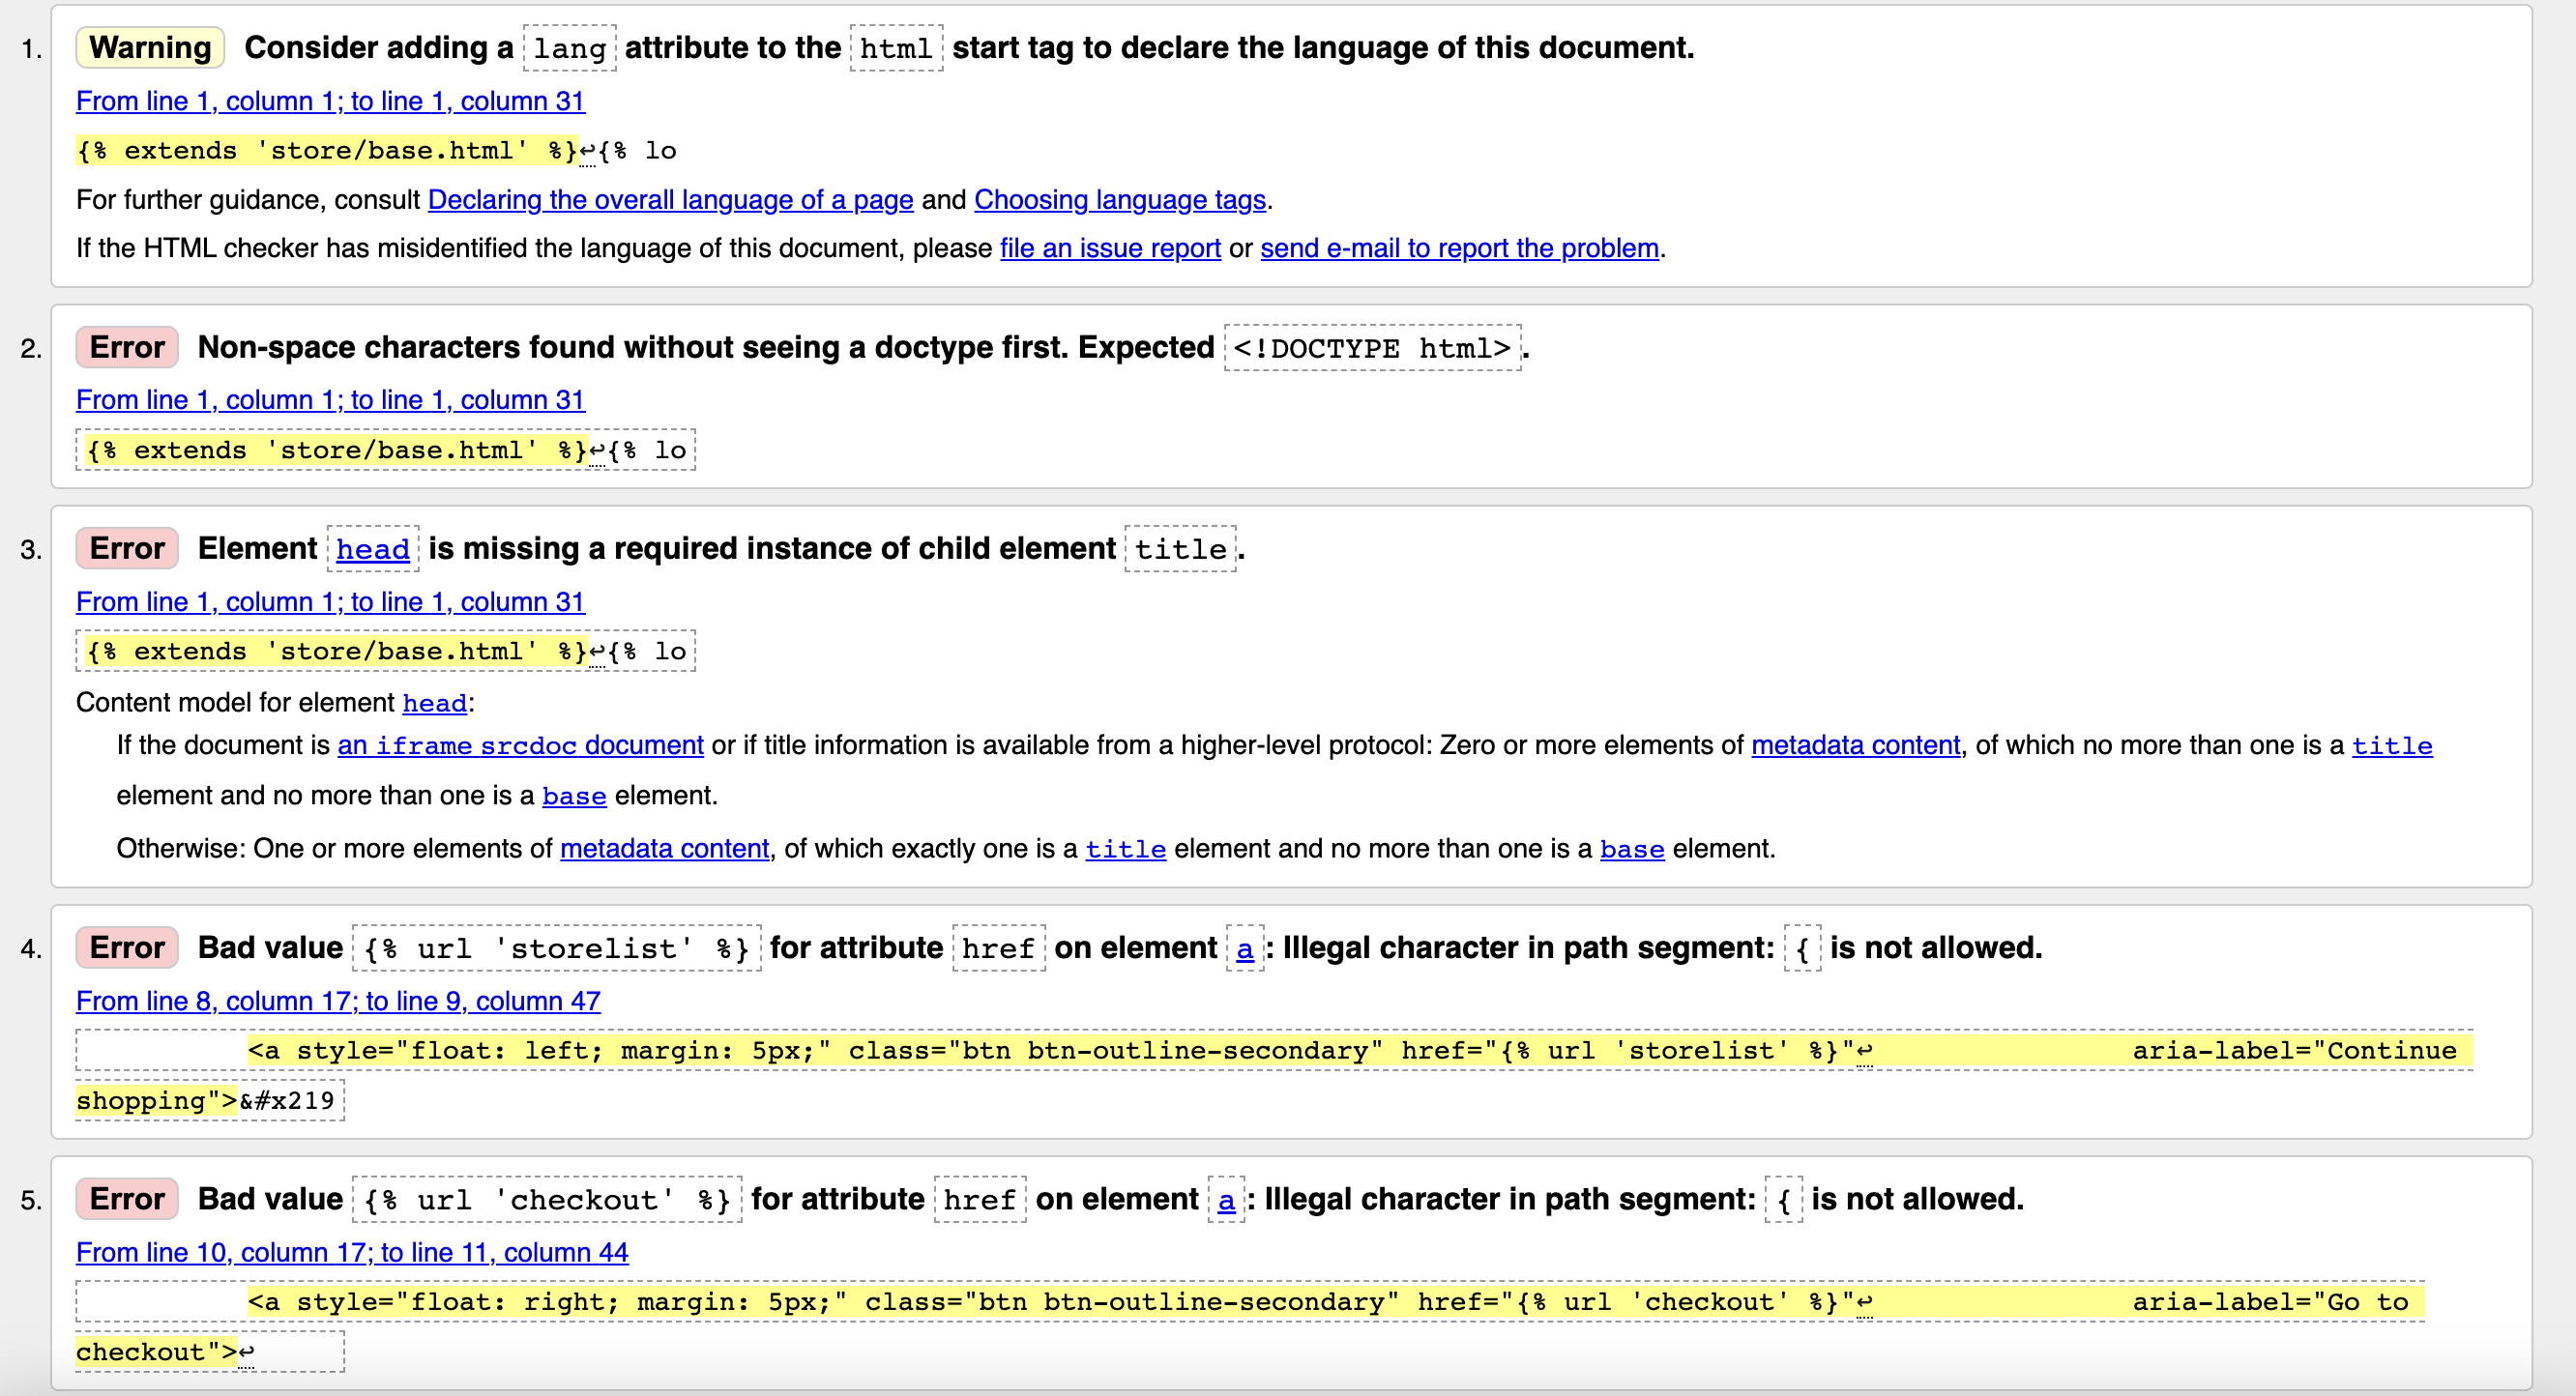 1. Warning Consider adding a lang attribute to the html start tag to declare the language of this document.
From line 1, column 1; to line 1, column 31
{% extends 'store/base.html' %}↩{% lo
For further guidance, consult Declaring the overall language of a page and Choosing language tags.
If the HTML checker has misidentified the language of this document, please file an issue report or send e-mail to report the problem.
2. Error Non-space characters found without seeing a doctype first. Expected <!DOCTYPE html>.
From line 1, column 1; to line 1, column 31
{% extends 'store/base.html' %}↩{% lo
3. Error Element head is missing a required instance of child element title.
From line 1, column 1; to line 1, column 31
{% extends 'store/base.html' %}↩{% lo
Content model for element head:
If the document is an iframe srcdoc document or if title information is available from a higher-level protocol: Zero or more elements of metadata content, of which no more than one is a title
element and no more than one is a base element.
Otherwise: One or more elements of metadata content, of which exactly one is a title element and no more than one is a base element.
4. Error Bad value {% url 'storelist' %} for attribute href on element a: Illegal character in path segment: { is not allowed.
From line 8, column 17; to line 9, column 47
<a style="float: left; margin: 5px;" class="btn btn-outline-secondary" href="{% url 'storelist' %}"↩ aria-label="Continue
shopping">&#x219
5. Error Bad value {% url 'checkout' %} for attribute href on element a: Illegal character in path segment: { is not allowed.
From line 10, column 17; to line 11, column 44
<a style="float: right; margin: 5px;" class="btn btn-outline-secondary" href="{% url 'checkout' %}"↩ aria-label="Go to
checkout">↩